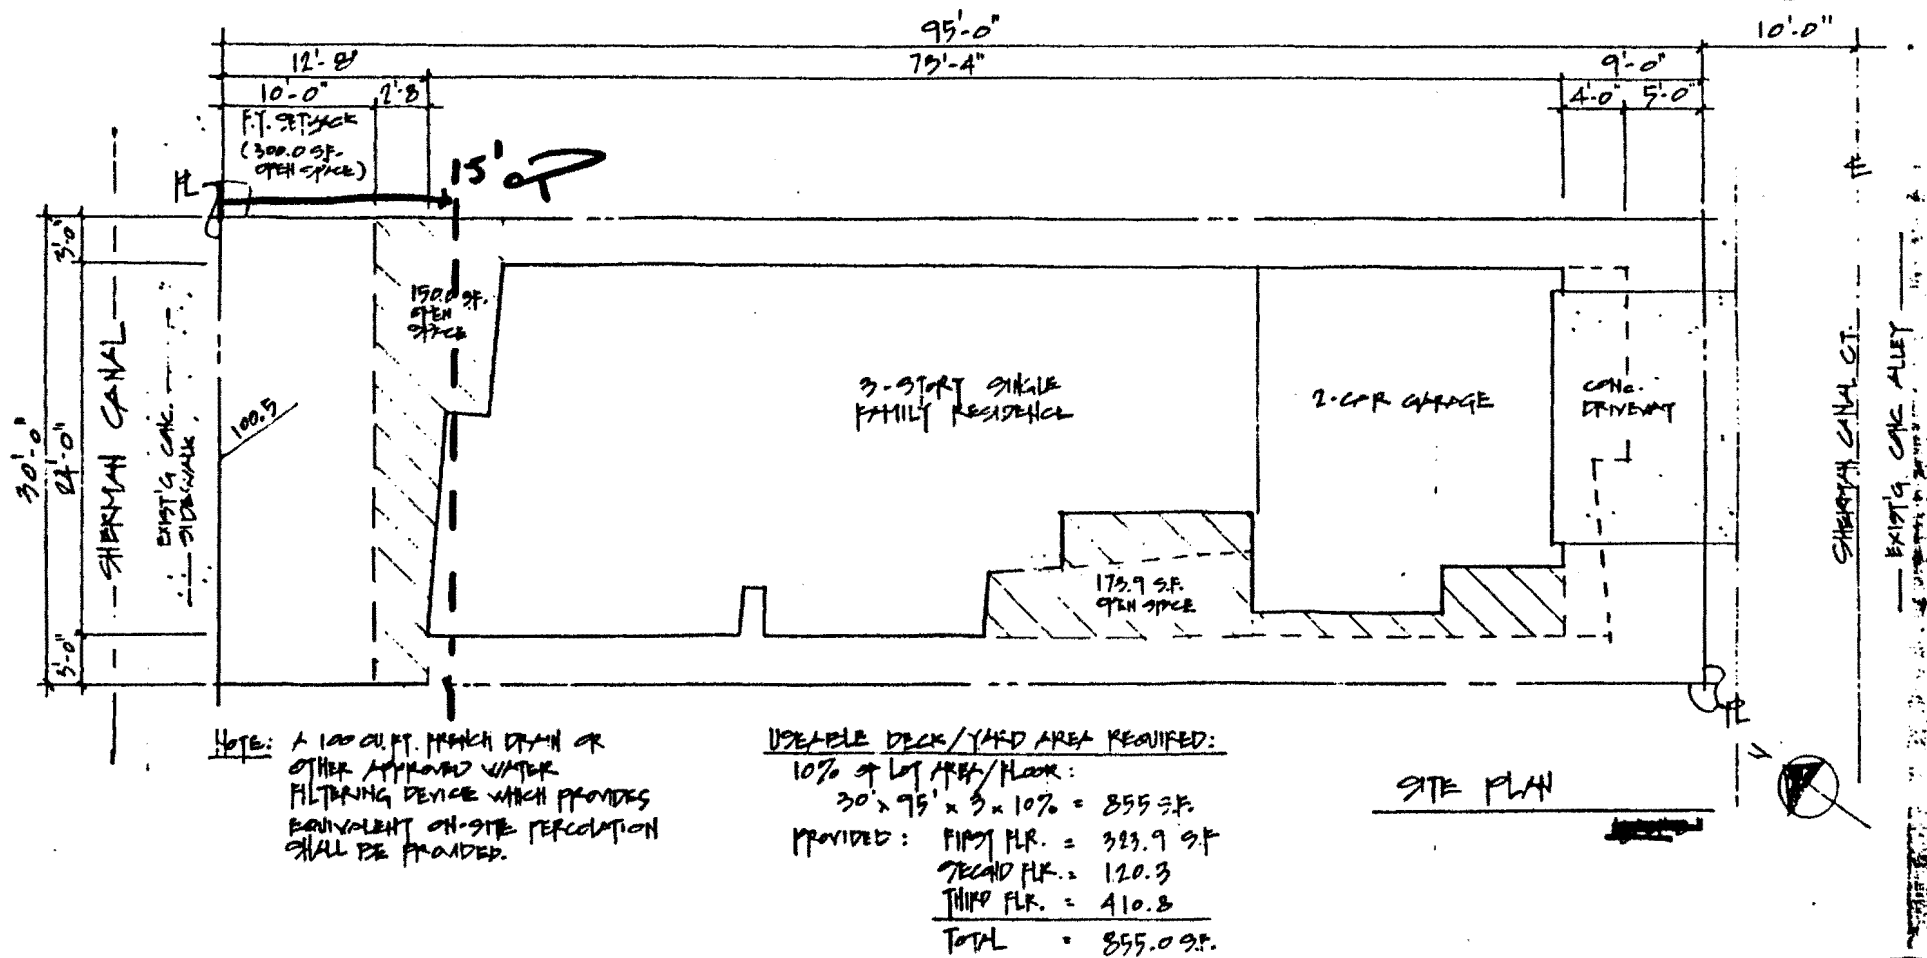 95'-0"
10'-0"
12'-8"
73'-4"
9'-0"
10'-0"
2'-8
4'-0"
5'-0"
F.Y. SETBACK
(300.0 SF.
OPEN SPACE)
15'
PL
3'-0"
30'-0"
24'-0"
3'-0"
SHERMAN CANAL
EXIST'G CONC.
SIDEWALK
100.5
150.0 SF.
OPEN
SPACE
3-STORY SINGLE
FAMILY RESIDENCE
2-CAR GARAGE
CONC.
DRIVEWAY
173.9 S.F.
OPEN SPACE
SHERMAN CANAL CT.
EXIST'G CONC ALLEY
PL
NOTE: A 100 CU.FT. FRENCH DRAIN OR
OTHER APPROVED WATER
FILTERING DEVICE WHICH PROVIDES
EQUIVALENT ON-SITE PERCOLATION
SHALL BE PROVIDED.
USEABLE DECK/YARD AREA REQUIRED:
10% OF LOT AREA/FLOOR:
30' x 95' x 3 x 10% = 855 S.F.
PROVIDED: FIRST FLR. = 323.9 S.F
SECOND FLR. = 120.3
THIRD FLR. = 410.8
TOTAL = 855.0 S.F.
SITE PLAN